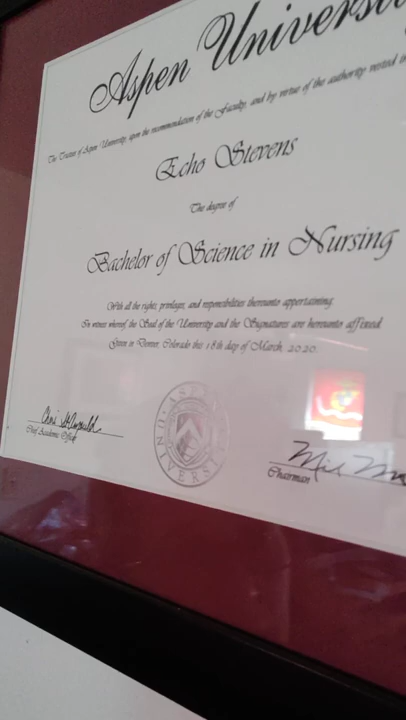 Aspen University
The Trustees of Aspen University, upon the recommendation of the Faculty, and by virtue of the authority vested
Echo Stevens
The degree of
Bachelor of Science in Nursing
With all the rights, privileges, and responsibilities thereunto appertaining.
In witness whereof, the Seal of the University and the Signatures are hereunto affixed.
Given in Denver, Colorado this 18th day of March, 2020.
Chief Academic Officer
Chairman
ASPEN UNIVERSITY